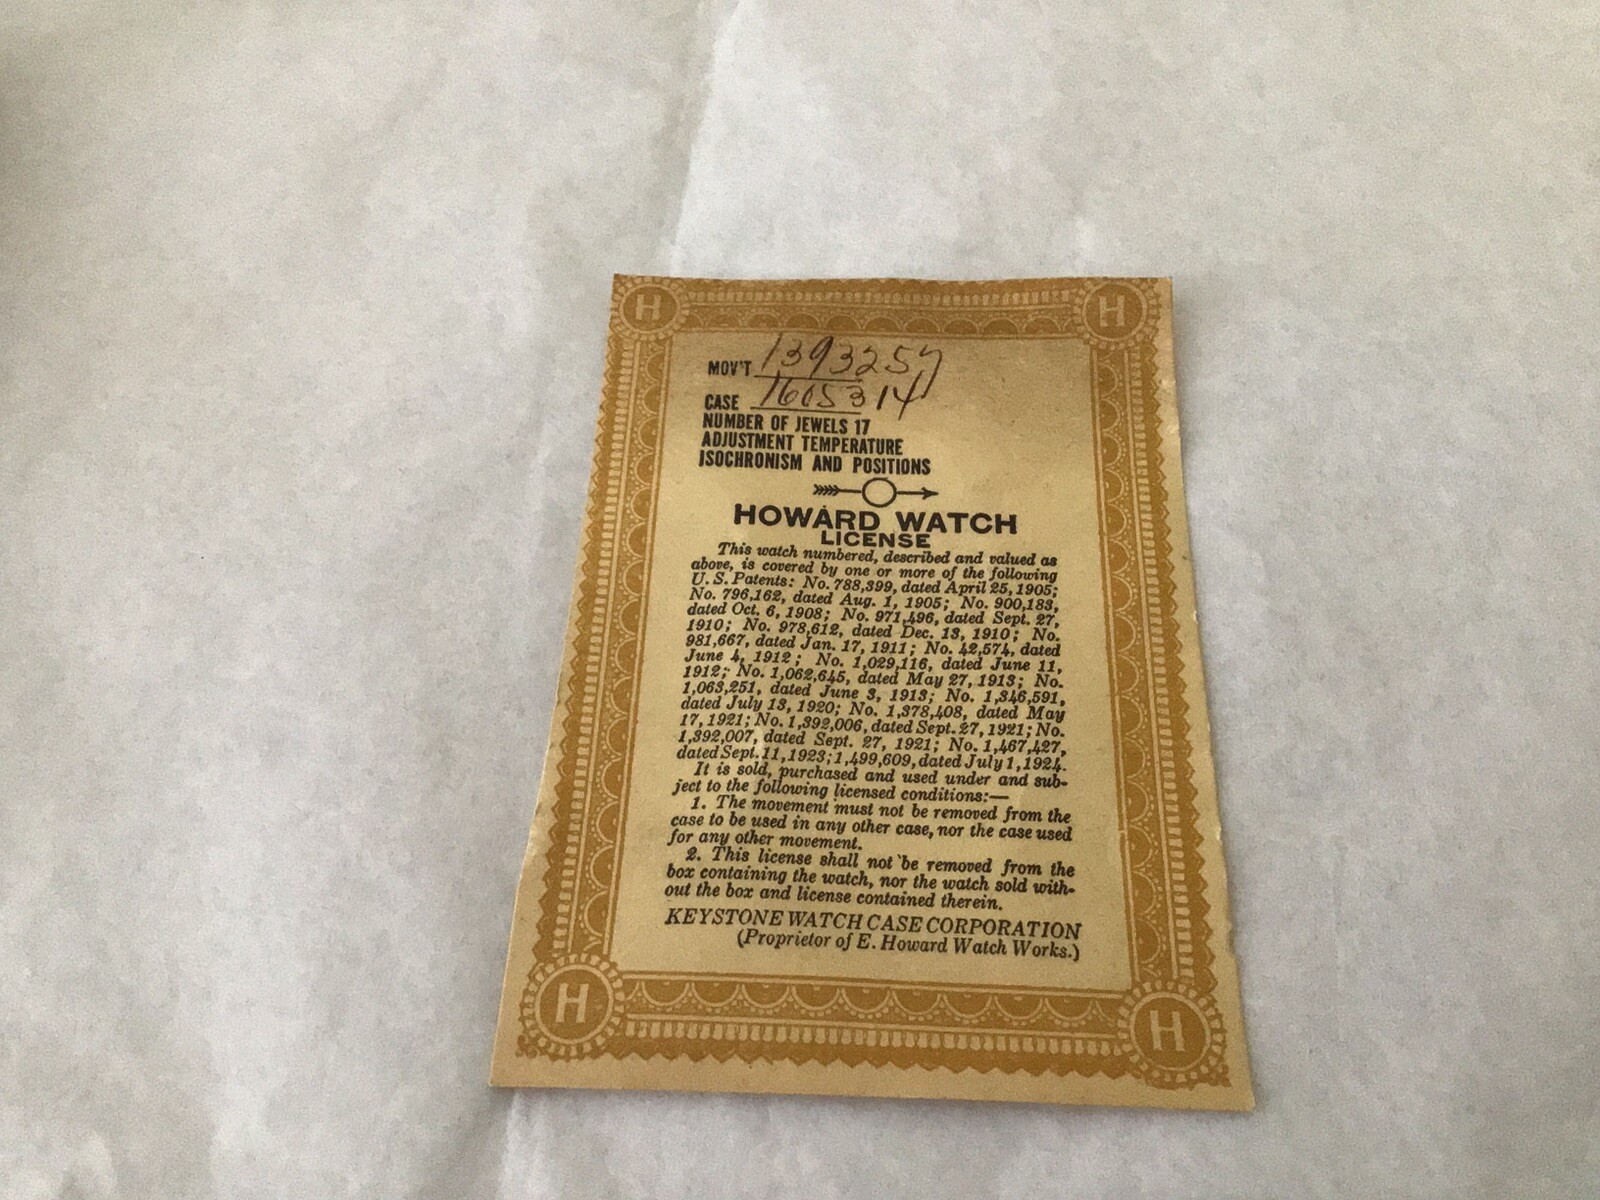 H H
MOV'T 1393257
CASE 1605314
NUMBER OF JEWELS 17
ADJUSTMENT TEMPERATURE
ISOCHRONISM AND POSITIONS
HOWARD WATCH
LICENSE
This watch numbered, described and valued as
above, is covered by one or more of the following
U. S. Patents: No. 788,399, dated April 25, 1905;
No. 796,162, dated Aug. 1, 1905; No. 900,183,
dated Oct. 6, 1908; No. 971,496, dated Sept. 27,
1910; No. 978,612, dated Dec. 13, 1910; No.
981,667, dated Jan. 17, 1911; No. 42,574, dated
June 4, 1912; No. 1,029,116, dated June 11,
1912; No. 1,062,645, dated May 27, 1913; No.
1,063,251, dated June 3, 1913; No. 1,346,591,
dated July 13, 1920; No. 1,378,408, dated May
17, 1921; No. 1,392,006, dated Sept. 27, 1921; No.
1,392,007, dated Sept. 27, 1921; No. 1,467,427,
dated Sept. 11, 1923; 1,499,609, dated July 1, 1924.
It is sold, purchased and used under and sub-
ject to the following licensed conditions:—
1. The movement must not be removed from the
case to be used in any other case, nor the case used
for any other movement.
2. This license shall not be removed from the
box containing the watch, nor the watch sold with-
out the box and license contained therein.
KEYSTONE WATCH CASE CORPORATION
(Proprietor of E. Howard Watch Works.)
H H